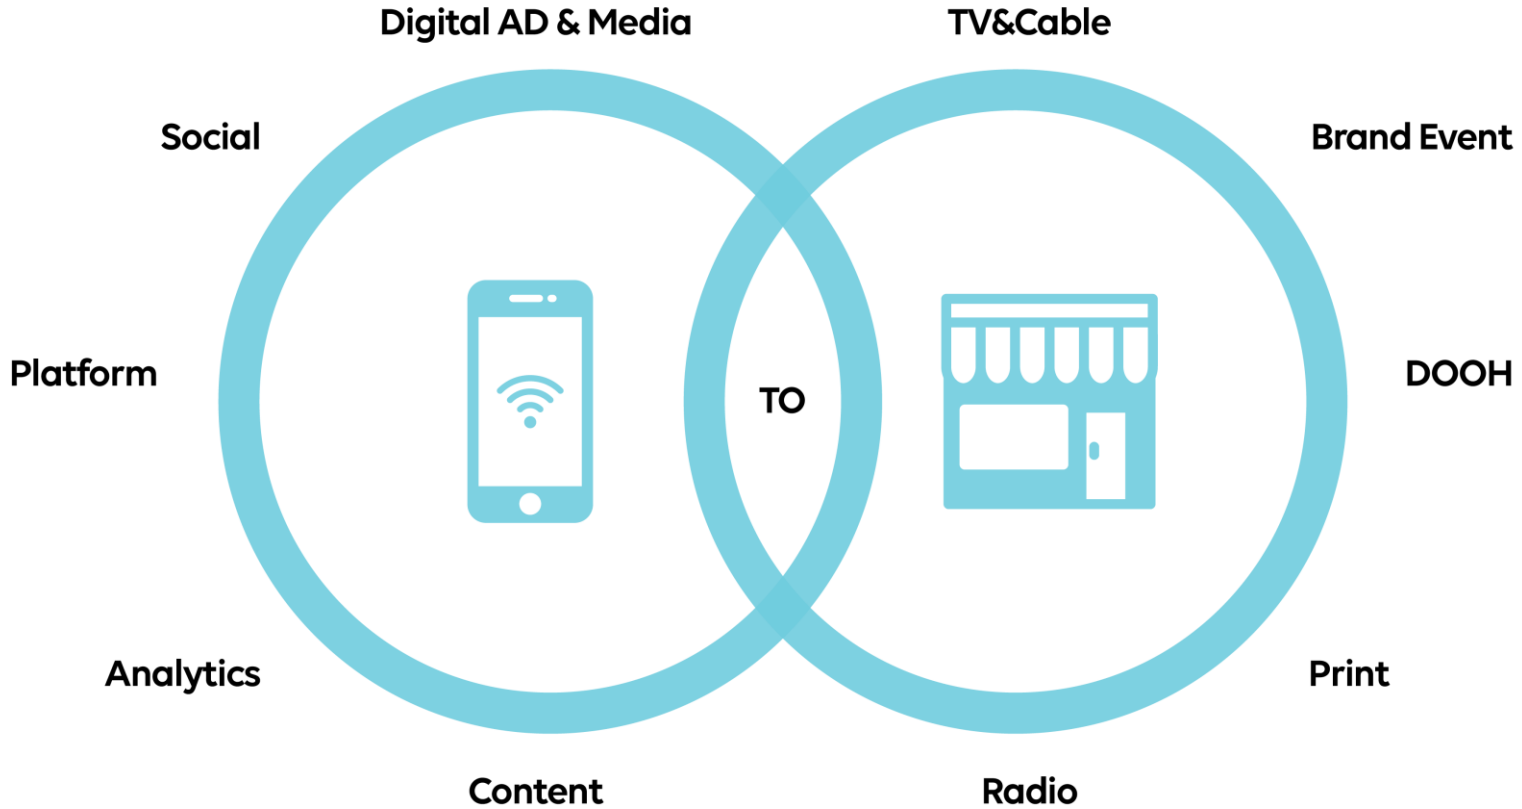 Digital AD & Media
TV&Cable
Social
Brand Event
Platform
DOOH
TO
Analytics
Print
Content
Radio